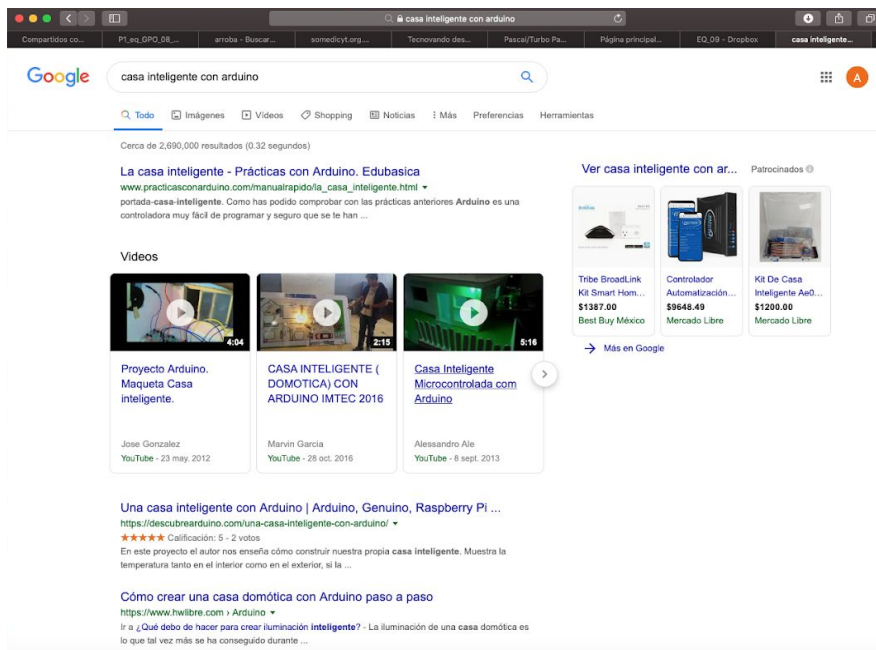 casa inteligente con arduino
Compartidos co...
P1_eq_GPO_08_...
arroba - Buscar...
somedicyt.org....
Tecnovando des...
Pascal/Turbo Pa...
Página principal...
EQ_09 - Dropbox
casa inteligente...
Google
casa inteligente con arduino
A
Todo
Imágenes
Videos
Shopping
Noticias
Más
Preferencias
Herramientas
Cerca de 2,690,000 resultados (0.32 segundos)
La casa inteligente - Prácticas con Arduino. Edubasica
www.practicasconarduino.com/manualrapido/la_casa_inteligente.html
portada-casa-inteligente. Como has podido comprobar con las prácticas anteriores Arduino es una
controladora muy fácil de programar y seguro que se te han ...
Videos
4:04
Proyecto Arduino.
Maqueta Casa
inteligente.
Jose Gonzalez
YouTube - 23 may. 2012
2:15
CASA INTELIGENTE (
DOMOTICA) CON
ARDUINO IMTEC 2016
Marvin Garcia
YouTube - 28 oct. 2016
5:16
Casa Inteligente
Microcontrolada com
Arduino
Alessandro Ale
YouTube - 8 sept. 2013
Una casa inteligente con Arduino | Arduino, Genuino, Raspberry Pi ...
https://descubrearduino.com/una-casa-inteligente-con-arduino/
Calificación: 5 - 2 votos
En este proyecto el autor nos enseña cómo construir nuestra propia casa inteligente. Muestra la
temperatura tanto en el interior como en el exterior, si la ...
Cómo crear una casa domótica con Arduino paso a paso
https://www.hwlibre.com › Arduino
Ir a ¿Qué debo de hacer para crear iluminación inteligente? - La iluminación de una casa domótica es
lo que tal vez más se ha conseguido durante ...
Ver casa inteligente con ar...
Patrocinados
Tribe BroadLink
Kit Smart Hom...
$1387.00
Best Buy México
Controlador
Automatización...
$9648.49
Mercado Libre
Kit De Casa
Inteligente Ae0...
$1200.00
Mercado Libre
Más en Google